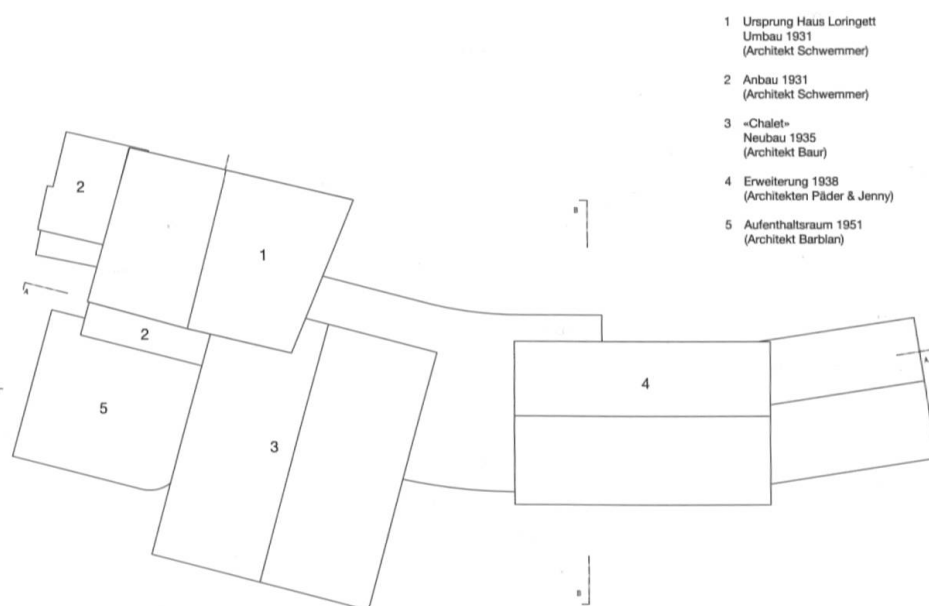 1 Ursprung Haus Loringett
Umbau 1931
(Architekt Schwemmer)
2 Anbau 1931
(Architekt Schwemmer)
3 «Chalet»
Neubau 1935
(Architekt Baur)
4 Erweiterung 1938
(Architekten Päder & Jenny)
5 Aufenthaltsraum 1951
(Architekt Barblan)
2
1
B
A
2
4
A
5
3
B